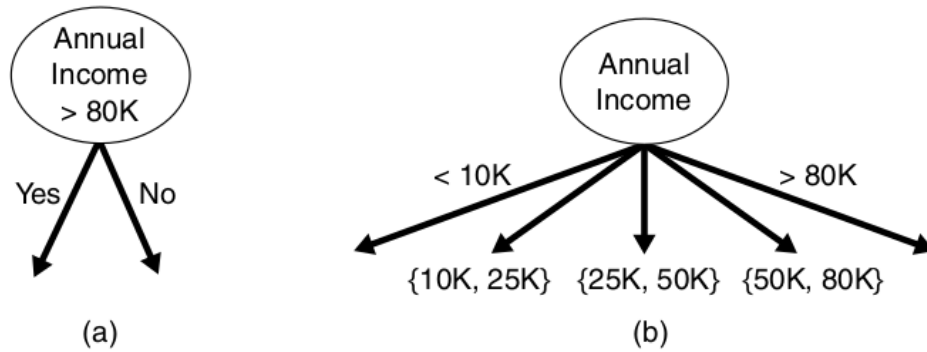 Annual
Income
> 80K
Yes
No
(a)
Annual
Income
< 10K
> 80K
{10K, 25K}
{25K, 50K}
{50K, 80K}
(b)